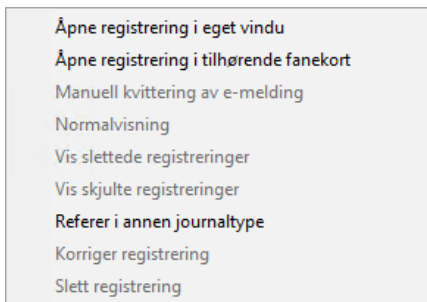 Åpne registrering i eget vindu
Åpne registrering i tilhørende fanekort
Manuell kvittering av e-melding
Normalvisning
Vis slettede registreringer
Vis skjulte registreringer
Referer i annen journaltype
Korriger registrering
Slett registrering